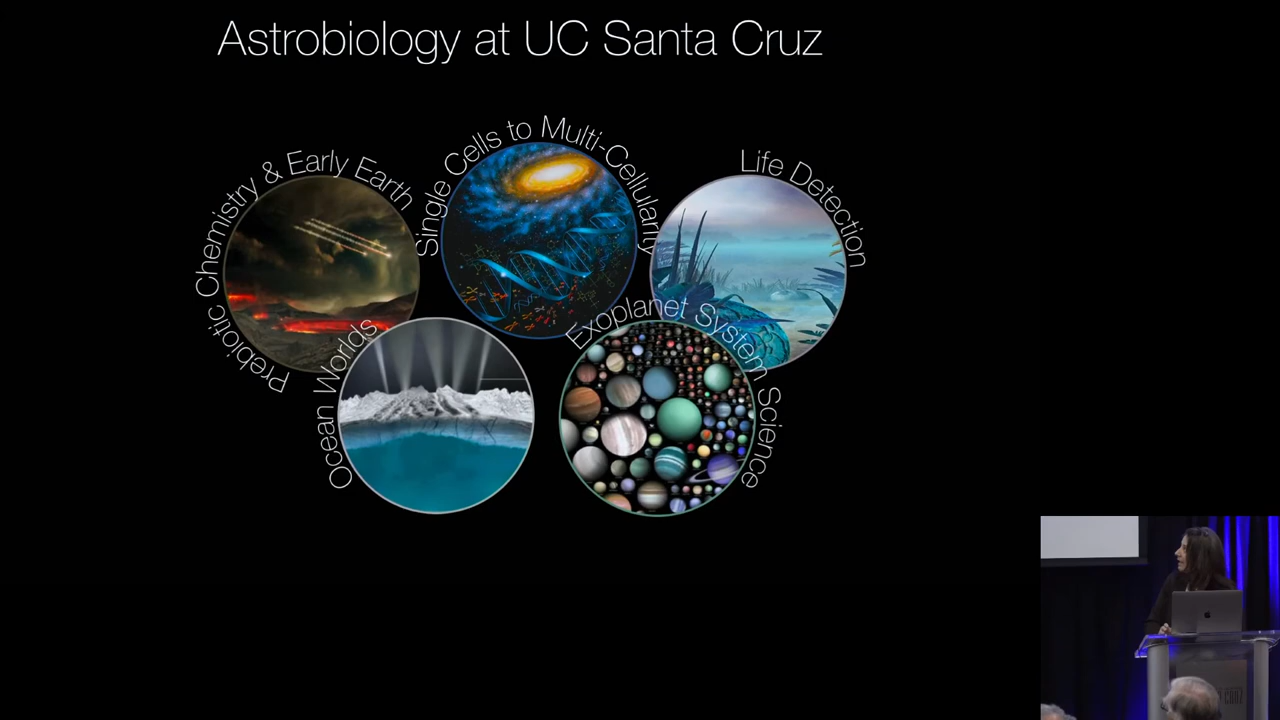 Astrobiology at UC Santa Cruz
Prebiotic Chemistry & Early Earth
Single Cells to Multi-Cellularity
Life Detection
Ocean Worlds
Exoplanet System Science